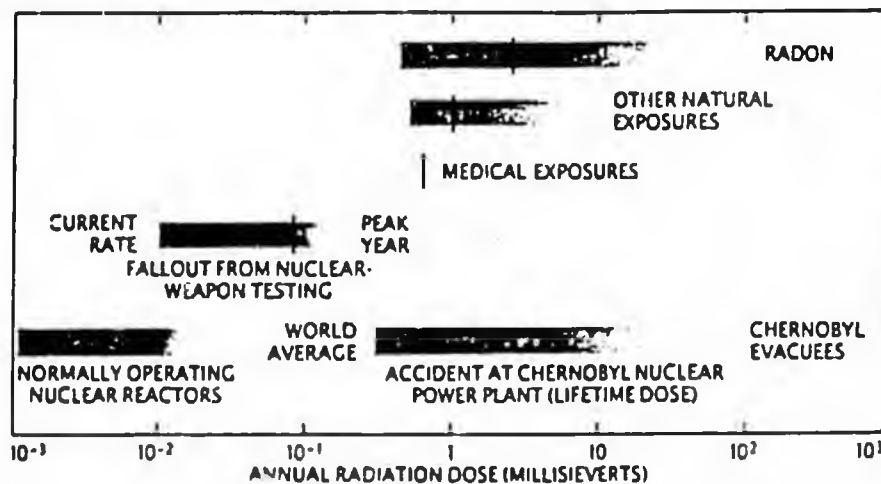 RADON
OTHER NATURAL
EXPOSURES
MEDICAL EXPOSURES
CURRENT
RATE
PEAK
YEAR
FALLOUT FROM NUCLEAR-
WEAPON TESTING
WORLD
AVERAGE
CHERNOBYL
EVACUEES
NORMALLY OPERATING
NUCLEAR REACTORS
ACCIDENT AT CHERNOBYL NUCLEAR
POWER PLANT (LIFETIME DOSE)
10⁻³ 10⁻² 10⁻¹ 1 10 10² 10³
ANNUAL RADIATION DOSE (MILLISIEVERTS)